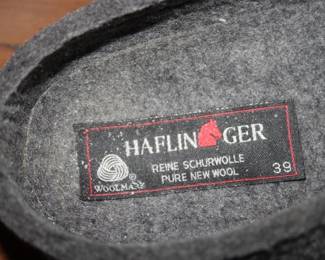 HAFLINGER
REINE SCHURWOLLE
PURE NEW WOOL 39
WOOLMARK